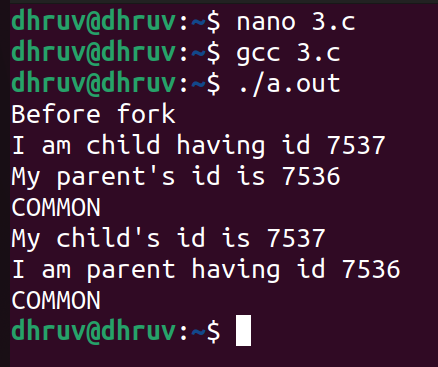 dhruv@dhruv:~$ nano 3.c
dhruv@dhruv:~$ gcc 3.c
dhruv@dhruv:~$ ./a.out
Before fork
I am child having id 7537
My parent's id is 7536
COMMON
My child's id is 7537
I am parent having id 7536
COMMON
dhruv@dhruv:~$